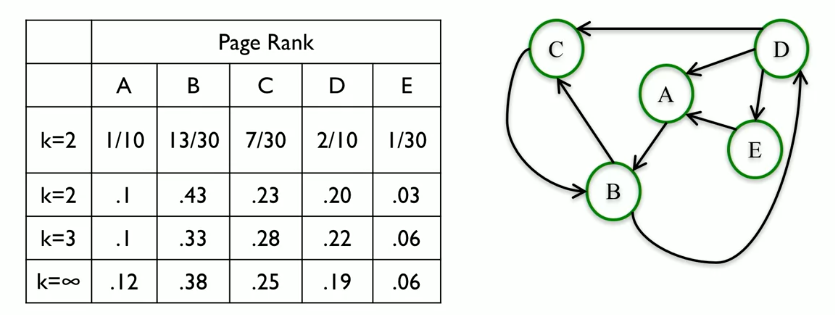 Page Rank
A B C D E
k=2 1/10 13/30 7/30 2/10 1/30
k=2 .1 .43 .23 .20 .03
k=3 .1 .33 .28 .22 .06
k=∞ .12 .38 .25 .19 .06
C
D
A
E
B